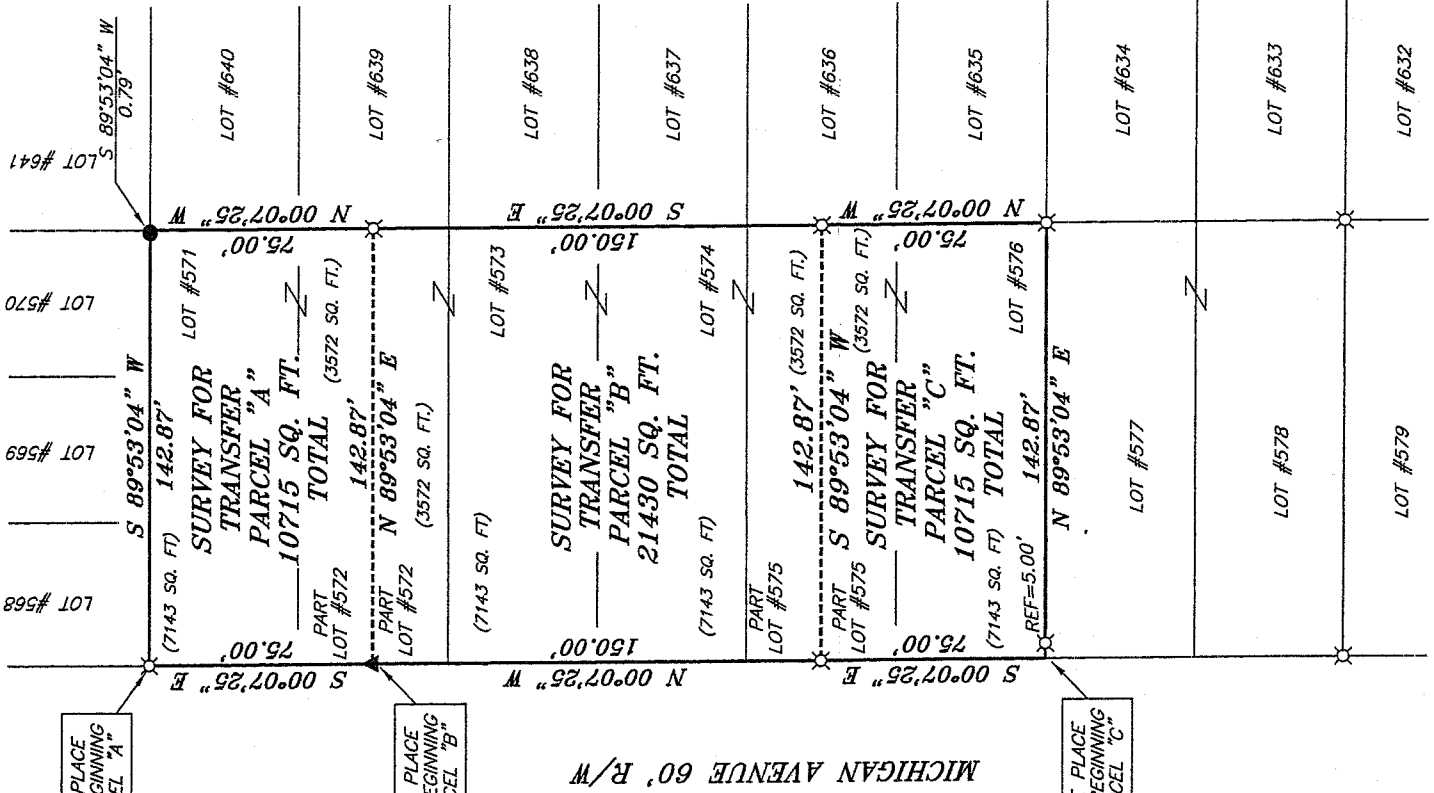 S 89°53'04" W
0.79'
LOT #641
LOT #640
LOT #639
LOT #638
LOT #637
LOT #636
LOT #635
LOT #634
LOT #633
LOT #632
LOT #568
LOT #569
LOT #570
S 89°53'04" W
142.87'
(7143 SQ. FT)
LOT #571
SURVEY FOR
TRANSFER
PARCEL "A"
10715 SQ. FT.
TOTAL
(3572 SQ. FT.)
PART
LOT #572
S 00°07'25" E
75.00'
N 00°07'25" W
75.00'
142.87'
N 89°53'04" E
PART
LOT #572
(3572 SQ. FT.)
LOT #573
(7143 SQ. FT)
SURVEY FOR
TRANSFER
PARCEL "B"
21430 SQ. FT.
TOTAL
LOT #574
(7143 SQ. FT)
N 00°07'25" W
150.00'
S 00°07'25" E
150.00'
PART
LOT #575
142.87' (3572 SQ. FT.)
S 89°53'04" W
PART
LOT #575
(3572 SQ. FT.)
SURVEY FOR
TRANSFER
PARCEL "C"
10715 SQ. FT.
TOTAL
LOT #576
(7143 SQ. FT)
S 00°07'25" E
75.00'
N 00°07'25" W
75.00'
REF=5.00'
142.87'
N 89°53'04" E
LOT #577
LOT #578
LOT #579
PLACE
GINNING
EL "A"
PLACE
EGINNING
CEL "B"
PLACE
EGINNING
CEL "C"
MICHIGAN AVENUE 60' R/W